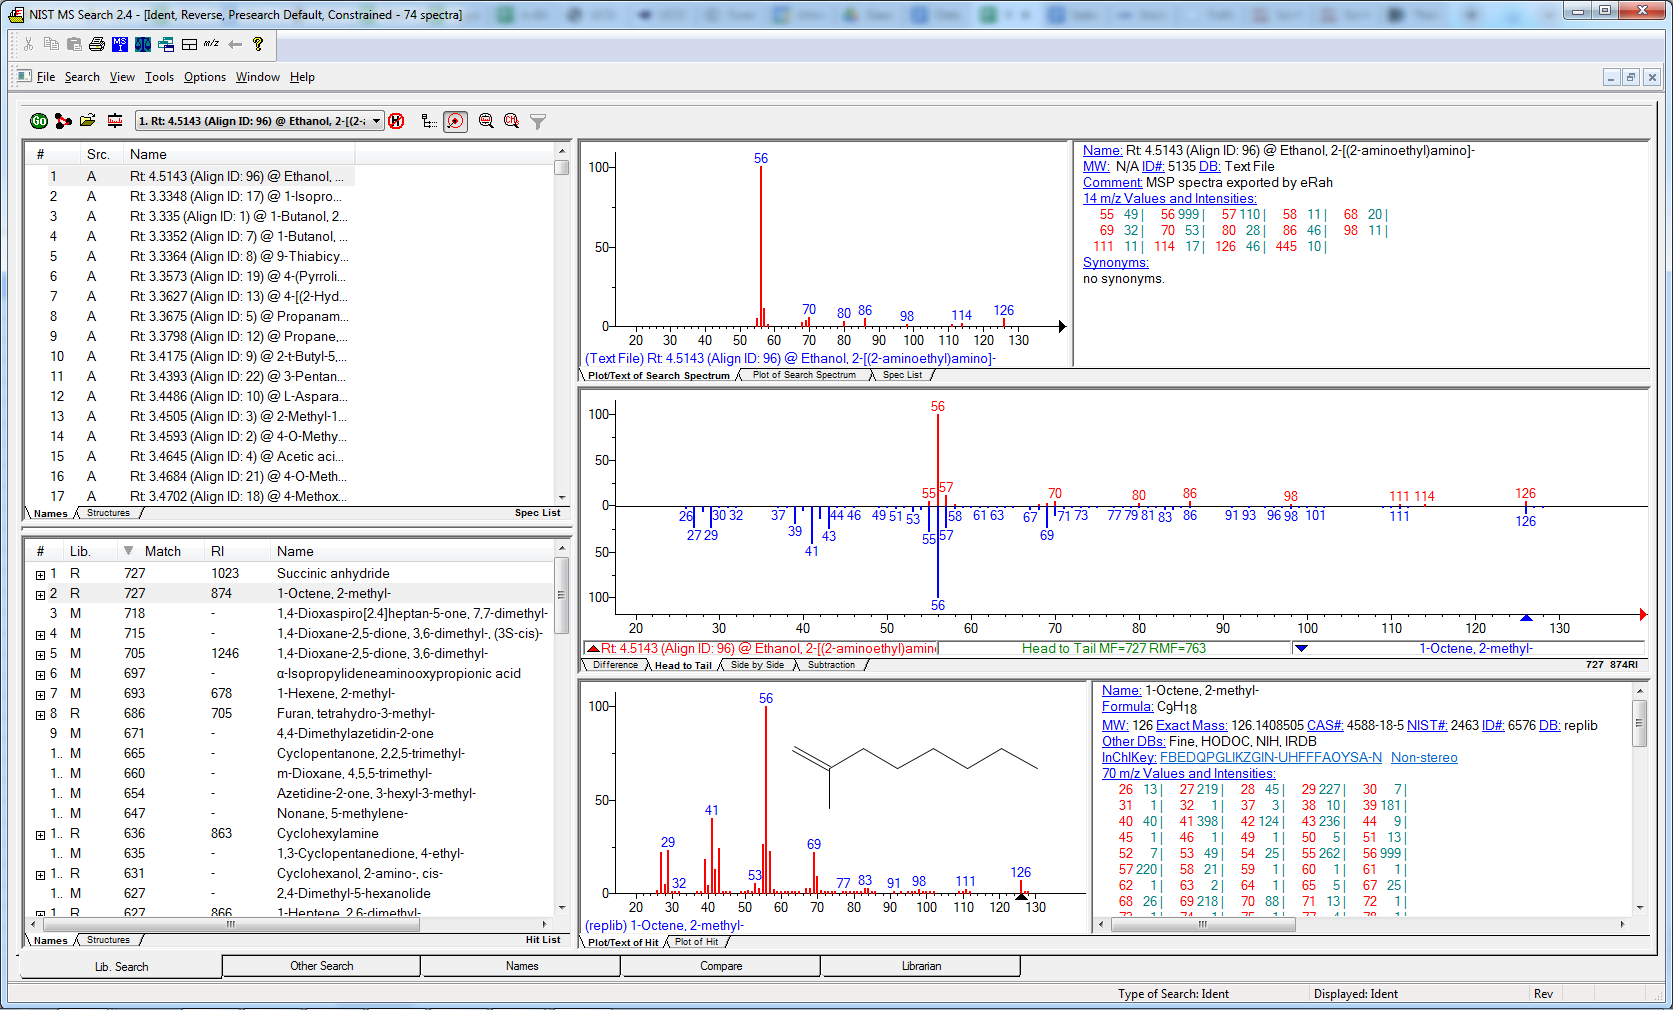 NIST MS Search 2.4 - [Ident, Reverse, Presearch Default, Constrained - 74 spectra]
File Search View Tools Options Window Help
1. Rt: 4.5143 (Align ID: 96) @ Ethanol, 2-[(2-a
# Src. Name
1 A Rt: 4.5143 (Align ID: 96) @ Ethanol, ...
2 A Rt: 3.3348 (Align ID: 17) @ 1-Isopro...
3 A Rt: 3.335 (Align ID: 1) @ 1-Butanol, 2...
4 A Rt: 3.3352 (Align ID: 7) @ 1-Butanol, ...
5 A Rt: 3.3364 (Align ID: 8) @ 9-Thiabicy...
6 A Rt: 3.3573 (Align ID: 19) @ 4-(Pyrroli...
7 A Rt: 3.3627 (Align ID: 13) @ 4-[(2-Hyd...
8 A Rt: 3.3675 (Align ID: 5) @ Propanam...
9 A Rt: 3.3798 (Align ID: 12) @ Propane,...
10 A Rt: 3.4175 (Align ID: 9) @ 2-t-Butyl-5,...
11 A Rt: 3.4393 (Align ID: 22) @ 3-Pentan...
12 A Rt: 3.4486 (Align ID: 10) @ L-Aspara...
13 A Rt: 3.4505 (Align ID: 3) @ 2-Methyl-1...
14 A Rt: 3.4593 (Align ID: 2) @ 4-O-Methy...
15 A Rt: 3.4645 (Align ID: 4) @ Acetic aci...
16 A Rt: 3.4684 (Align ID: 21) @ 4-O-Meth...
17 A Rt: 3.4702 (Align ID: 18) @ 4-Methox...
Names Structures Spec List
# Lib. Match RI Name
1 R 727 1023 Succinic anhydride
2 R 727 874 1-Octene, 2-methyl-
3 M 718 - 1,4-Dioxaspiro[2.4]heptan-5-one, 7,7-dimethyl-
4 M 715 - 1,4-Dioxane-2,5-dione, 3,6-dimethyl-, (3S-cis)-
5 M 705 1246 1,4-Dioxane-2,5-dione, 3,6-dimethyl-
6 M 697 - α-Isopropylideneaminooxypropionic acid
7 M 693 678 1-Hexene, 2-methyl-
8 R 686 705 Furan, tetrahydro-3-methyl-
9 M 671 - 4,4-Dimethylazetidin-2-one
1.. M 665 - Cyclopentanone, 2,2,5-trimethyl-
1.. M 660 - m-Dioxane, 4,5,5-trimethyl-
1.. M 654 - Azetidine-2-one, 3-hexyl-3-methyl-
1.. M 647 - Nonane, 5-methylene-
1.. R 636 863 Cyclohexylamine
1.. M 635 - 1,3-Cyclopentanedione, 4-ethyl-
1.. R 631 - Cyclohexanol, 2-amino-, cis-
1.. M 627 - 2,4-Dimethyl-5-hexanolide
1.. R 627 866 1-Heptene, 2,6-dimethyl-
Names Structures Hit List
100 50 0
56 70 80 86 98 114 126
20 30 40 50 60 70 80 90 100 110 120 130
(Text File) Rt: 4.5143 (Align ID: 96) @ Ethanol, 2-[(2-aminoethyl)amino]-
Plot/Text of Search Spectrum Plot of Search Spectrum Spec List
Name: Rt: 4.5143 (Align ID: 96) @ Ethanol, 2-[(2-aminoethyl)amino]-
MW: N/A ID#: 5135 DB: Text File
Comment: MSP spectra exported by eRah
14 m/z Values and Intensities:
55 49| 56 999| 57 110| 58 11| 68 20|
69 32| 70 53| 80 28| 86 46| 98 11|
111 11| 114 17| 126 46| 445 10|
Synonyms:
no synonyms.
100 50 0 50 100
56
55 57 70 80 86 98 111 114 126
26 30 32 37 44 46 49 51 53 58 61 63 67 71 73 77 79 81 83 86 91 93 96 98 101 111 126
27 29 39 41 43 55 57 69
56
20 30 40 50 60 70 80 90 100 110 120 130
Rt: 4.5143 (Align ID: 96) @ Ethanol, 2-[(2-aminoethyl)amin Head to Tail MF=727 RMF=763 1-Octene, 2-methyl-
Difference Head to Tail Side by Side Subtraction 727 874RI
100 50 0
56 41 29 32 53 69 77 83 91 98 111 126
20 30 40 50 60 70 80 90 100 110 120 130
(replib) 1-Octene, 2-methyl-
Plot/Text of Hit Plot of Hit
Name: 1-Octene, 2-methyl-
Formula: C9H18
MW: 126 Exact Mass: 126.1408505 CAS#: 4588-18-5 NIST#: 2463 ID#: 6576 DB: replib
Other DBs: Fine, HODOC, NIH, IRDB
InChIKey: FBEDQPGLIKZGIN-UHFFFAOYSA-N Non-stereo
70 m/z Values and Intensities:
26 13| 27 219| 28 45| 29 227| 30 7|
31 1| 32 1| 37 3| 38 10| 39 181|
40 40| 41 398| 42 124| 43 236| 44 9|
45 1| 46 1| 49 1| 50 5| 51 13|
52 7| 53 49| 54 25| 55 262| 56 999|
57 220| 58 21| 59 1| 60 1| 61 1|
62 1| 63 2| 64 1| 65 5| 67 25|
68 26| 69 218| 70 88| 71 13| 72 1|
73 1| 74 1| 75 1| 77 4| 78 1|
Lib. Search Other Search Names Compare Librarian
Type of Search: Ident Displayed: Ident Rev